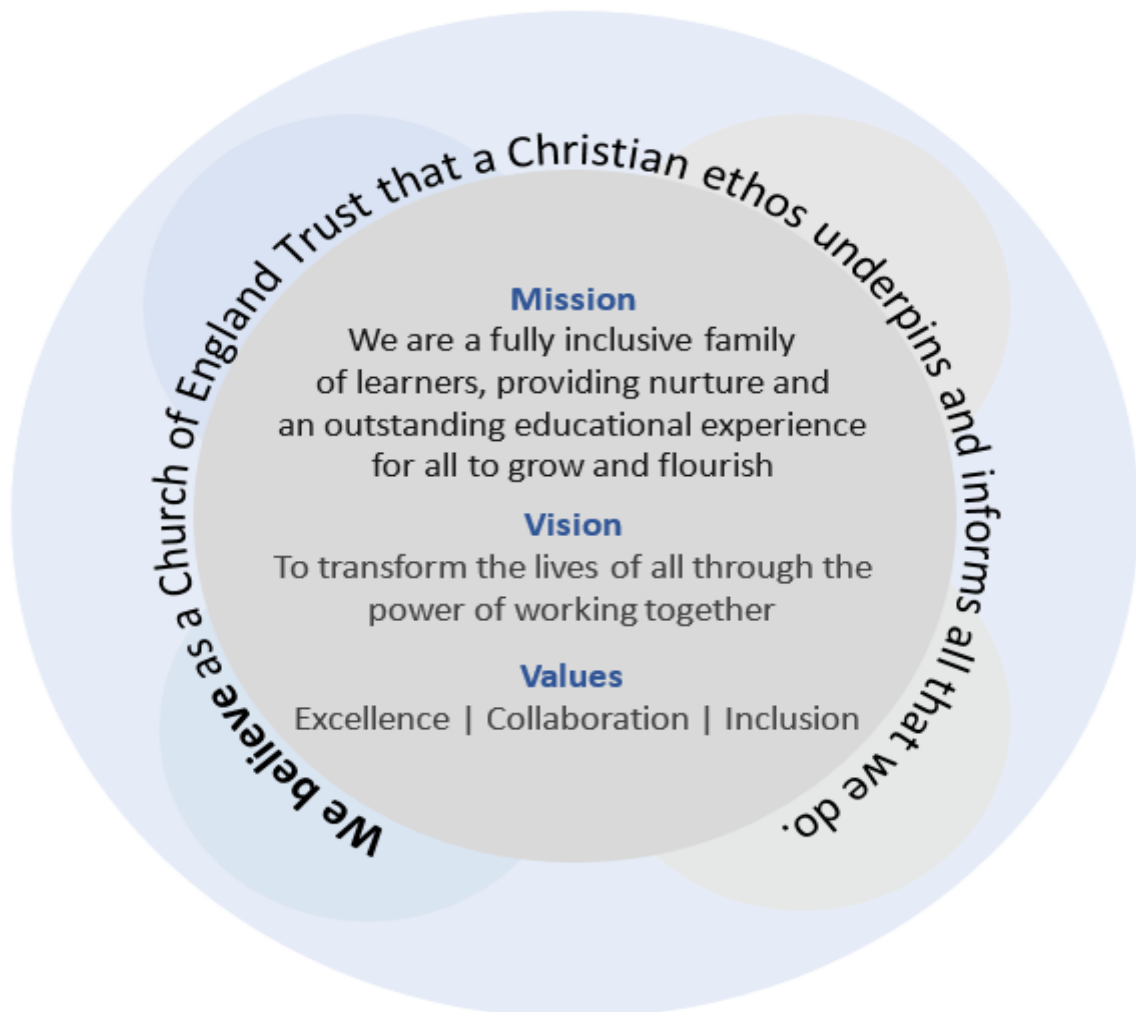 We believe as a Church of England Trust that a Christian ethos underpins and informs all that we do.
Mission
We are a fully inclusive family
of learners, providing nurture and
an outstanding educational experience
for all to grow and flourish
Vision
To transform the lives of all through the
power of working together
Values
Excellence | Collaboration | Inclusion